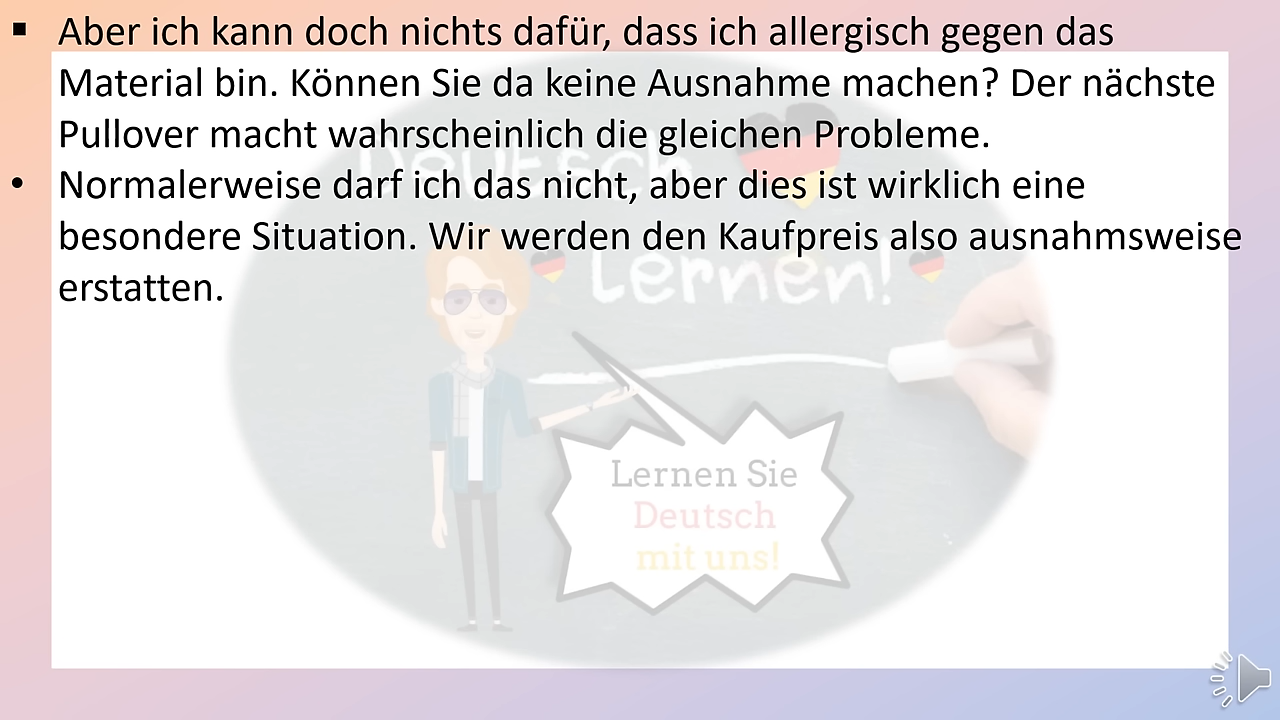 ▪ Aber ich kann doch nichts dafür, dass ich allergisch gegen das
Material bin. Können Sie da keine Ausnahme machen? Der nächste
Pullover macht wahrscheinlich die gleichen Probleme.
• Normalerweise darf ich das nicht, aber dies ist wirklich eine
besondere Situation. Wir werden den Kaufpreis also ausnahmsweise
erstatten.
Deutsch
Lernen!
Lernen Sie
Deutsch
mit uns!